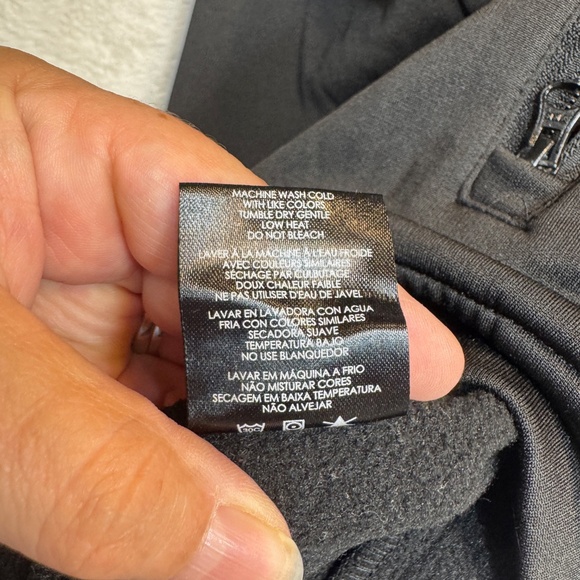 MACHINE WASH COLD
WITH LIKE COLORS
TUMBLE DRY GENTLE
LOW HEAT
DO NOT BLEACH
LAVER À LA MACHINE À L'EAU FROIDE
AVEC COULEURS SIMILAIRES
SÉCHAGE PAR CULBUTAGE
DOUX CHALEUR FAIBLE
NE PAS UTILISER D'EAU DE JAVEL
LAVAR EN LAVADORA CON AGUA
FRIA CON COLORES SIMILARES
SECADORA SUAVE
TEMPERATURA BAJO
NO USE BLANQUEDOR
LAVAR EM MÁQUINA A FRIO
NÃO MISTURAR CORES
SECAGEM EM BAIXA TEMPERATURA
NÃO ALVEJAR
30C